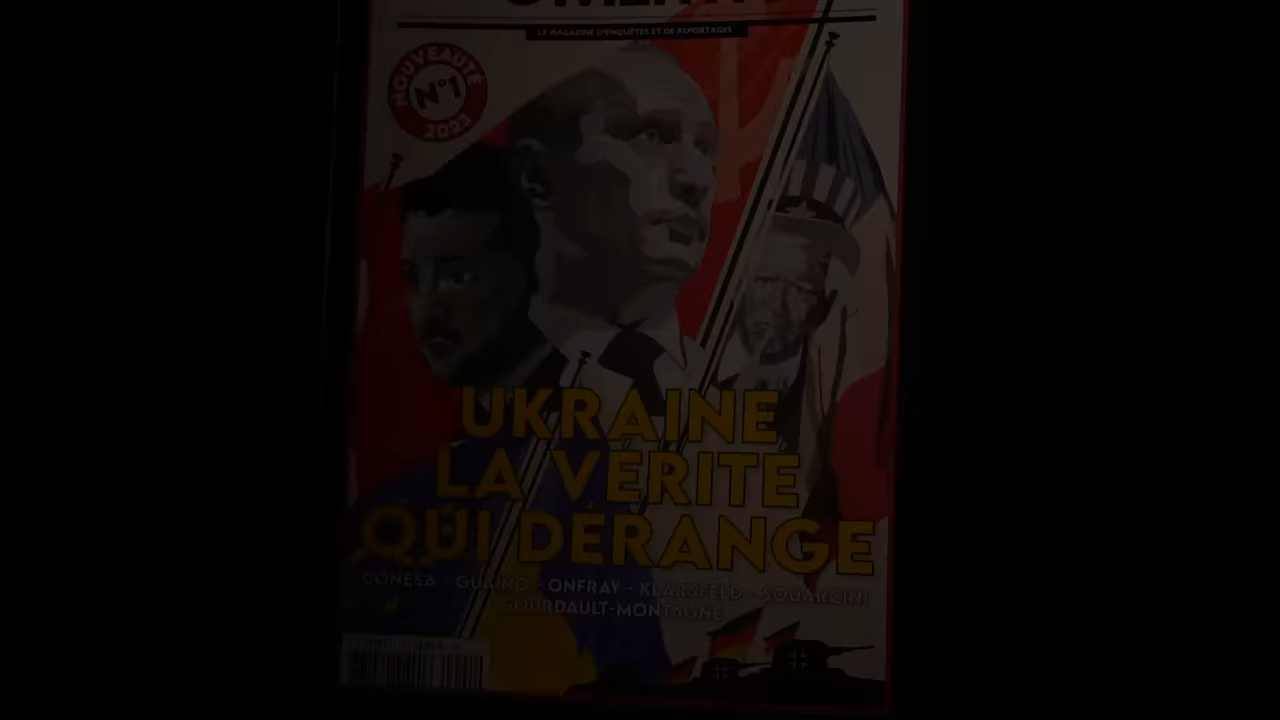 LE MAGAZINE D'ENQUÊTES ET DE REPORTAGES
NOUVEAUTÉ
N°1
2023
UKRAINE
LA VÉRITÉ
QUI DÉRANGE
CONESA - GUAINO - ONFRAY - KLARSFELD - SQUARCINI
GOURDAULT-MONTAGNE